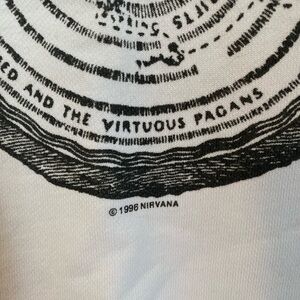 ED AND THE VIRTUOUS PAGANS
© 1996 NIRVANA